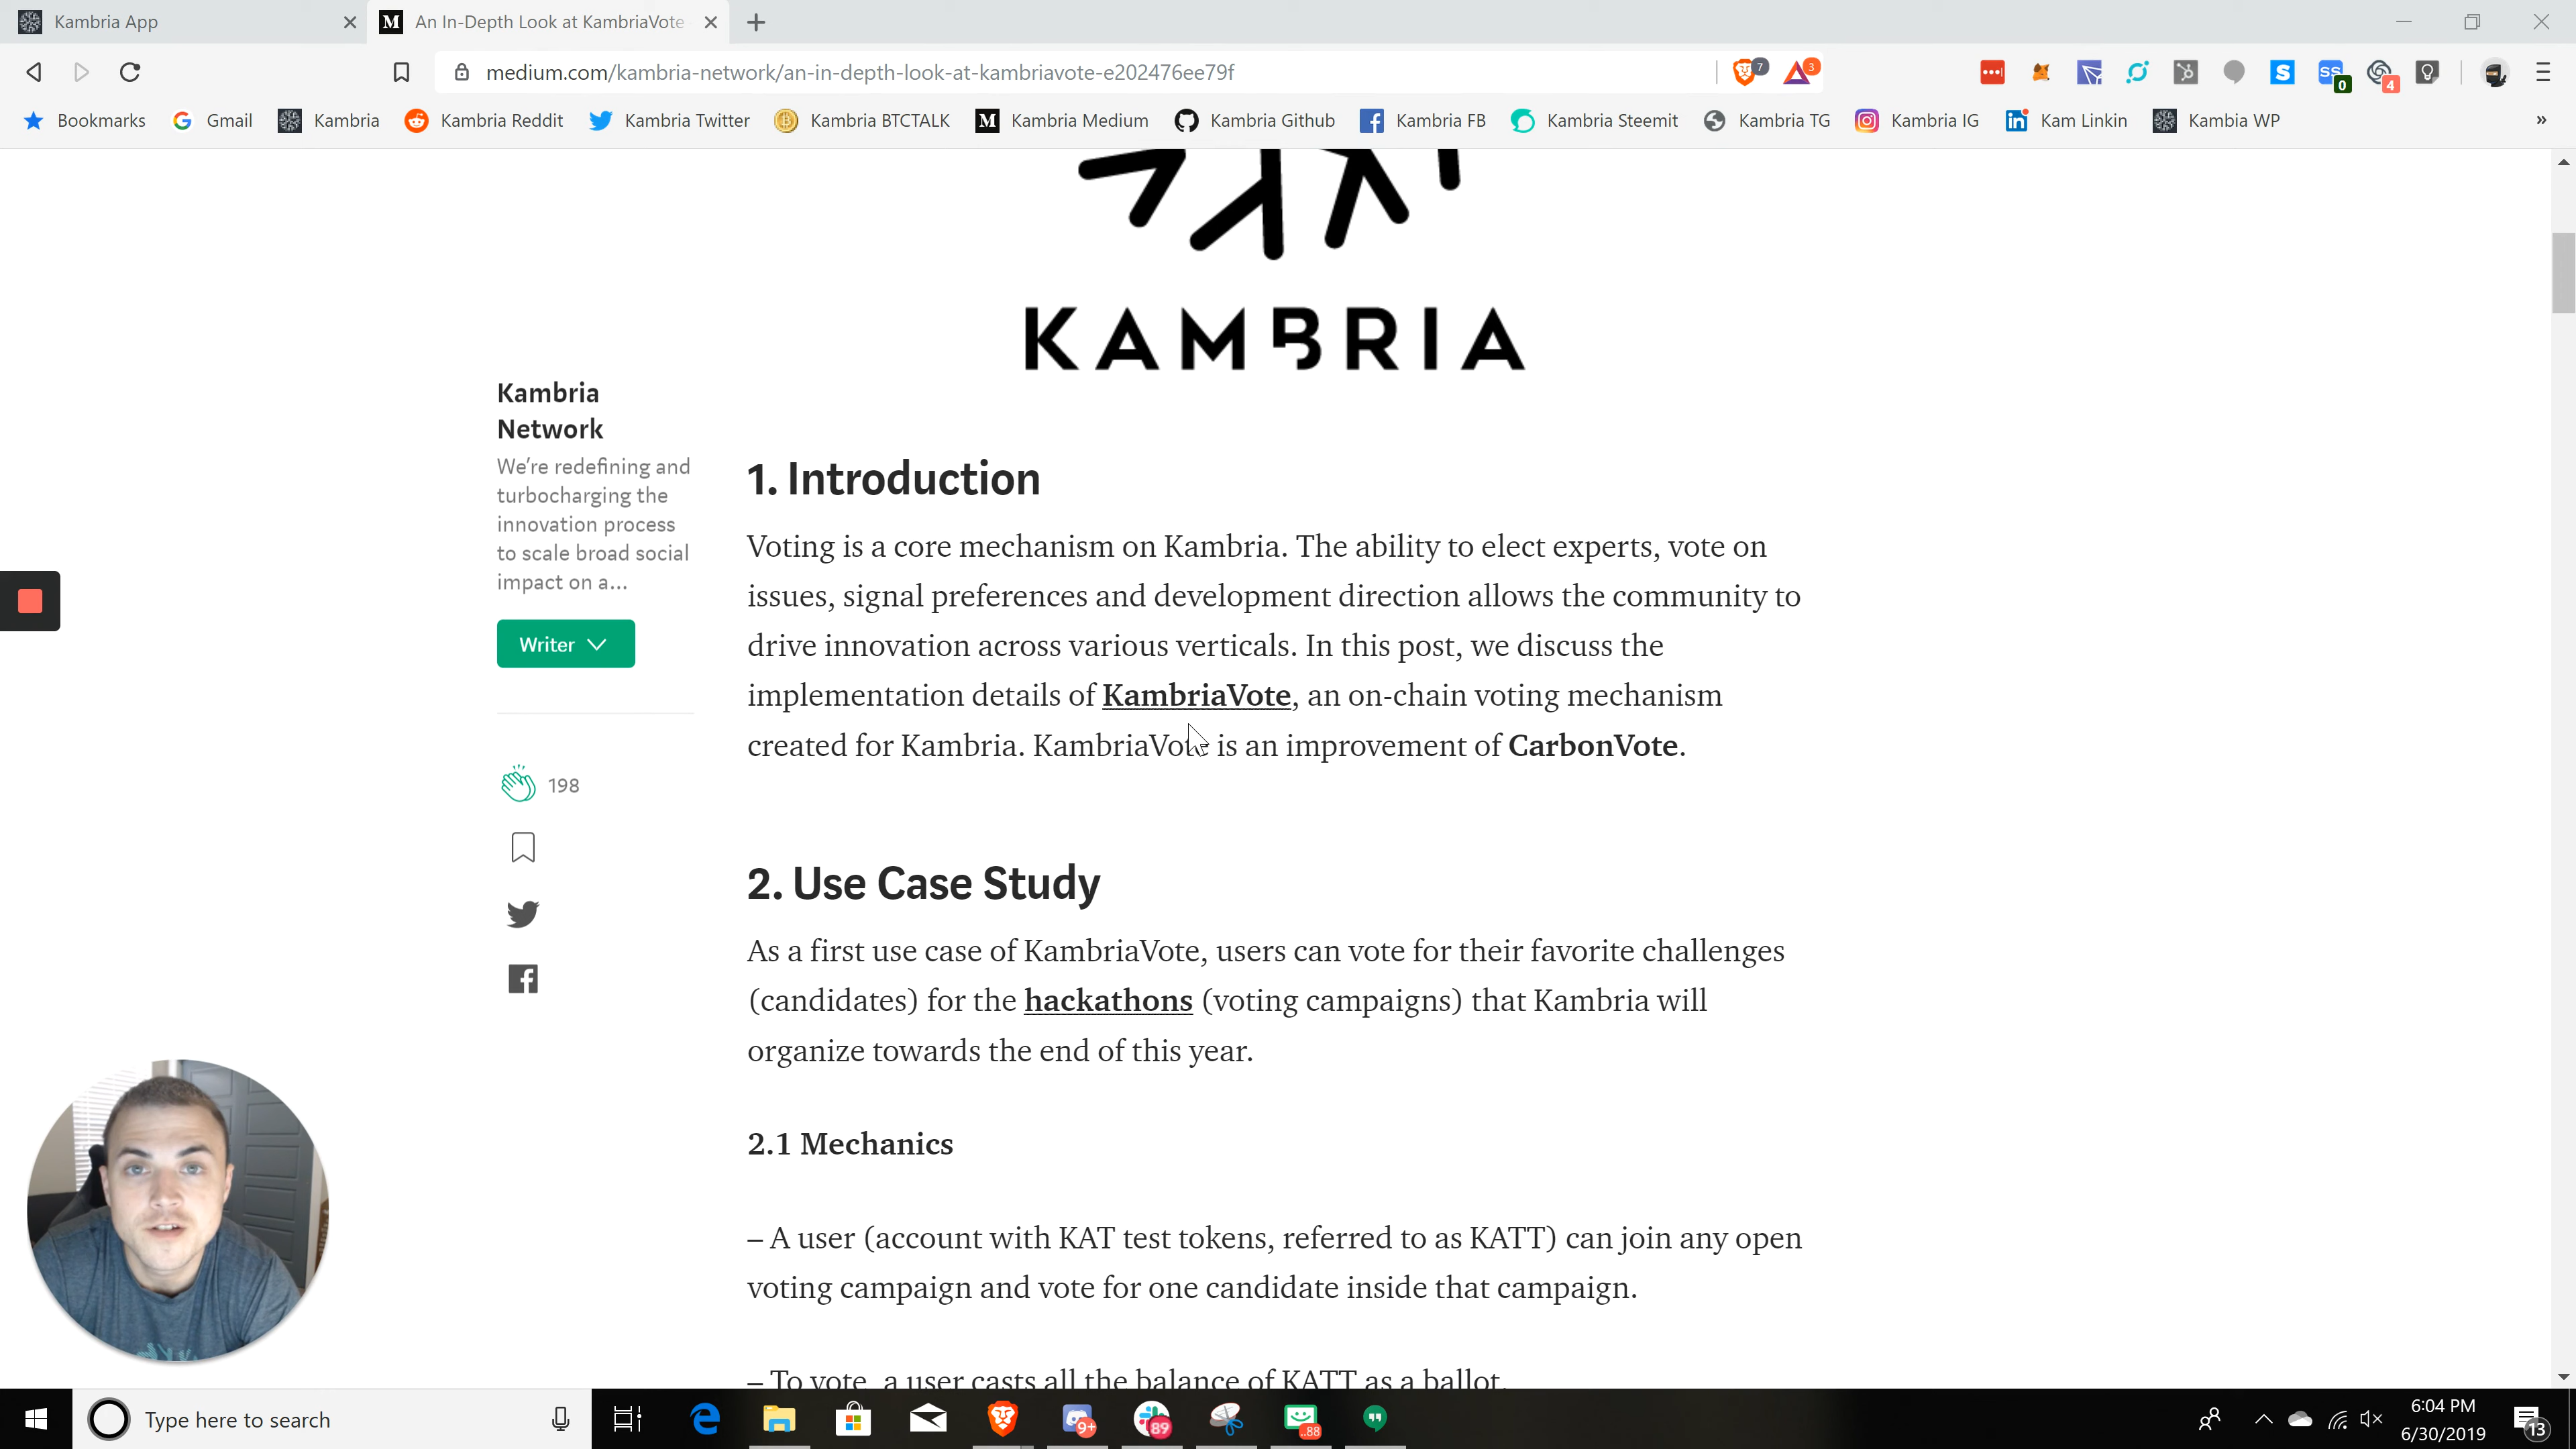 Kambria App
An In-Depth Look at KambriaVote
medium.com/kambria-network/an-in-depth-look-at-kambriavote-e202476ee79f
7
3
SS
0
4
Bookmarks
Gmail
Kambria
Kambria Reddit
Kambria Twitter
Kambria BTCTALK
M
Kambria Medium
Kambria Github
Kambria FB
Kambria Steemit
Kambria TG
Kambria IG
Kam Linkin
Kambia WP
»
KAMBRIA
Kambria
Network
We're redefining and
turbocharging the
innovation process
to scale broad social
impact on a...
Writer
198
1. Introduction
Voting is a core mechanism on Kambria. The ability to elect experts, vote on
issues, signal preferences and development direction allows the community to
drive innovation across various verticals. In this post, we discuss the
implementation details of KambriaVote, an on-chain voting mechanism
created for Kambria. KambriaVote is an improvement of CarbonVote.
2. Use Case Study
As a first use case of KambriaVote, users can vote for their favorite challenges
(candidates) for the hackathons (voting campaigns) that Kambria will
organize towards the end of this year.
2.1 Mechanics
– A user (account with KAT test tokens, referred to as KATT) can join any open
voting campaign and vote for one candidate inside that campaign.
– To vote, a user casts all the balance of KATT as a ballot.
Type here to search
9+
89
..88
6:04 PM
6/30/2019
13